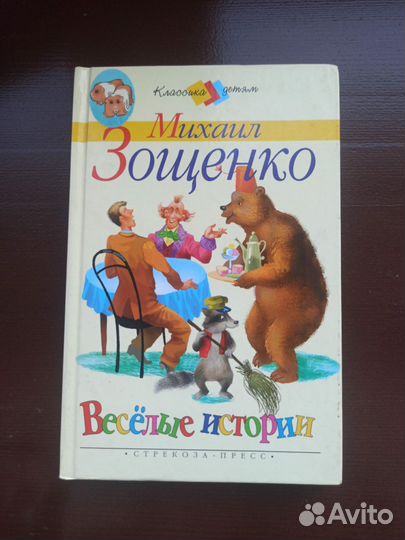 Классика детям
Михаил
Зощенко
Весёлые истории
• СТРЕКОЗА-ПРЕСС •
Avito